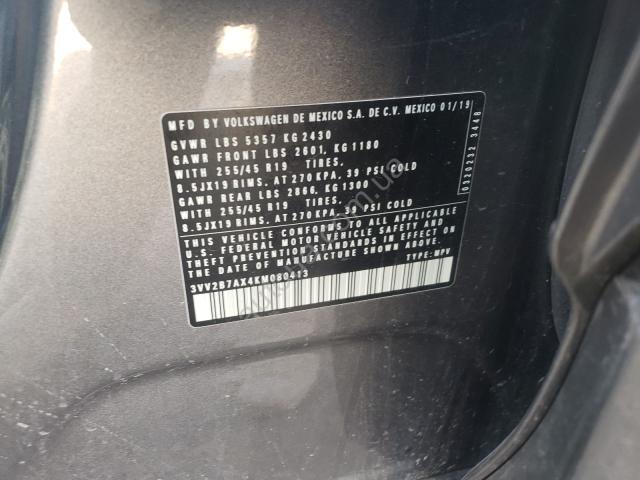 MFD BY VOLKSWAGEN DE MEXICO S.A. DE C.V. MEXICO 01/19
GVWR LBS 5357 KG 2430
GAWR FRONT LBS 2601, KG 1180
WITH 255/45 R19 TIRES.
8.5JX19 RIMS, AT 270 KPA, 39 PSI COLD
GAWR REAR LBS 2866, KG 1300
WITH 255/45 R19 TIRES.
8.5JX19 RIMS, AT 270 KPA, 39 PSI COLD
THIS VEHICLE CONFORMS TO ALL APPLICABLE
U.S. FEDERAL MOTOR VEHICLE SAFETY AND
THEFT PREVENTION STANDARDS IN EFFECT ON
THE DATE OF MANUFACTURE SHOWN ABOVE.
3VV2B7AX4KM080413
TYPE: MPV
0320232 3448